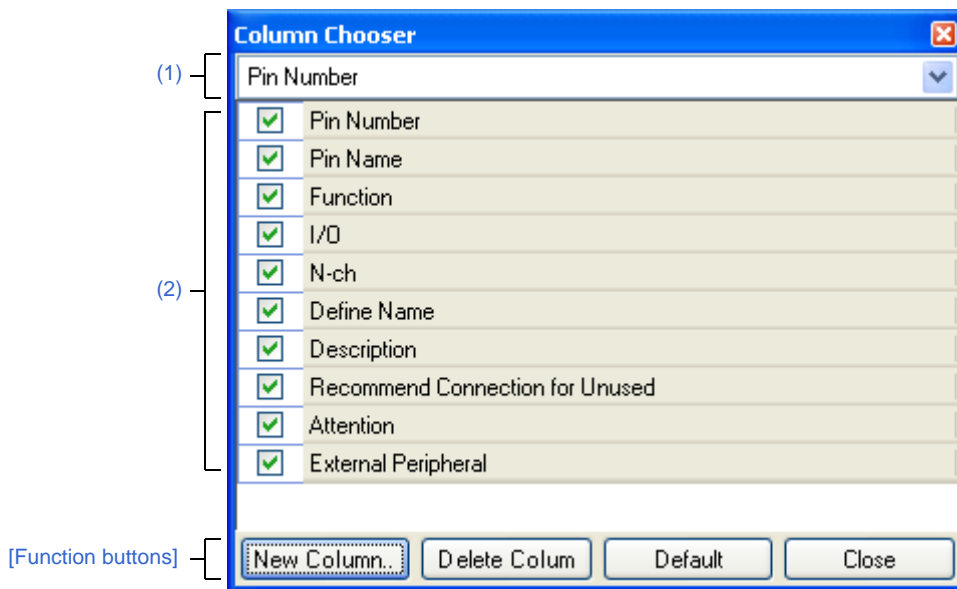 Column Chooser
(1)
Pin Number
(2)
Pin Number
Pin Name
Function
I/O
N-ch
Define Name
Description
Recommend Connection for Unused
Attention
External Peripheral
[Function buttons]
New Column.. Delete Colum Default Close